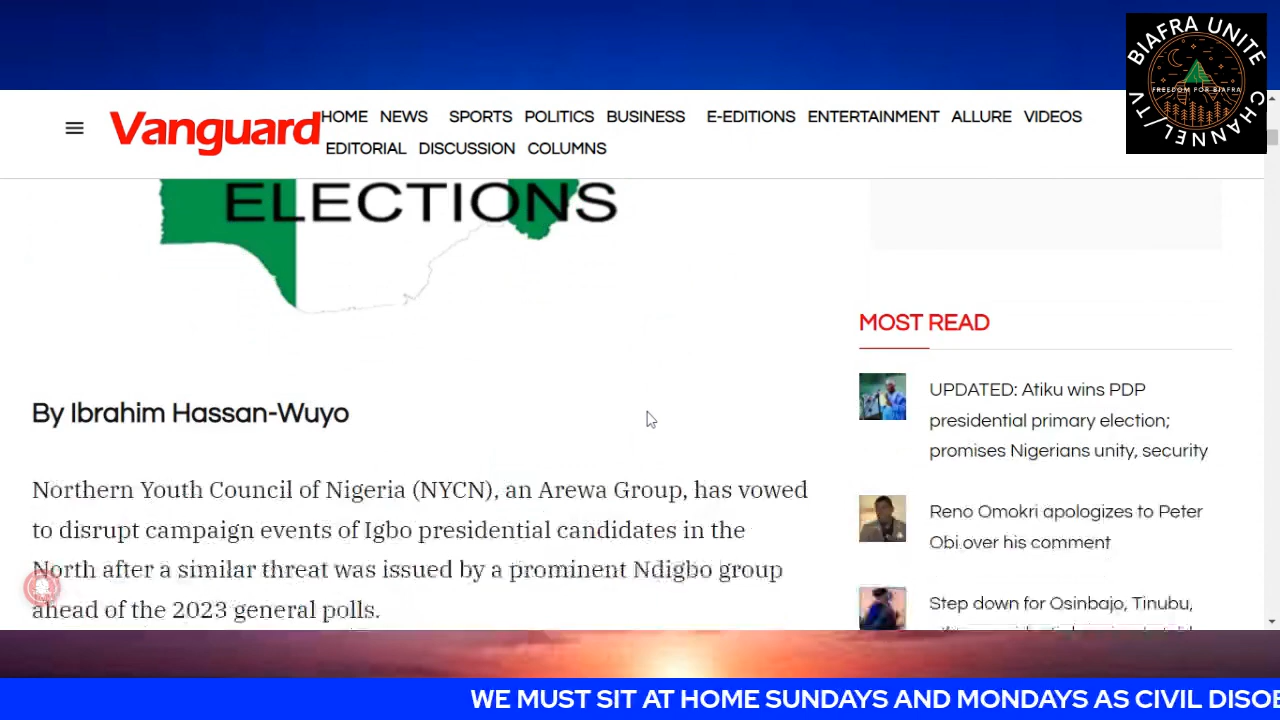 BIAFRA UNITE
FREEDOM FOR BIAFRA
CHANNEL/TV
Vanguard
HOME NEWS SPORTS POLITICS BUSINESS E-EDITIONS ENTERTAINMENT ALLURE VIDEOS
EDITORIAL DISCUSSION COLUMNS
ELECTIONS
By Ibrahim Hassan-Wuyo
Northern Youth Council of Nigeria (NYCN), an Arewa Group, has vowed
to disrupt campaign events of Igbo presidential candidates in the
North after a similar threat was issued by a prominent Ndigbo group
ahead of the 2023 general polls.
MOST READ
UPDATED: Atiku wins PDP
presidential primary election;
promises Nigerians unity, security
Reno Omokri apologizes to Peter
Obi over his comment
Step down for Osinbajo, Tinubu,
WE MUST SIT AT HOME SUNDAYS AND MONDAYS AS CIVIL DISOB